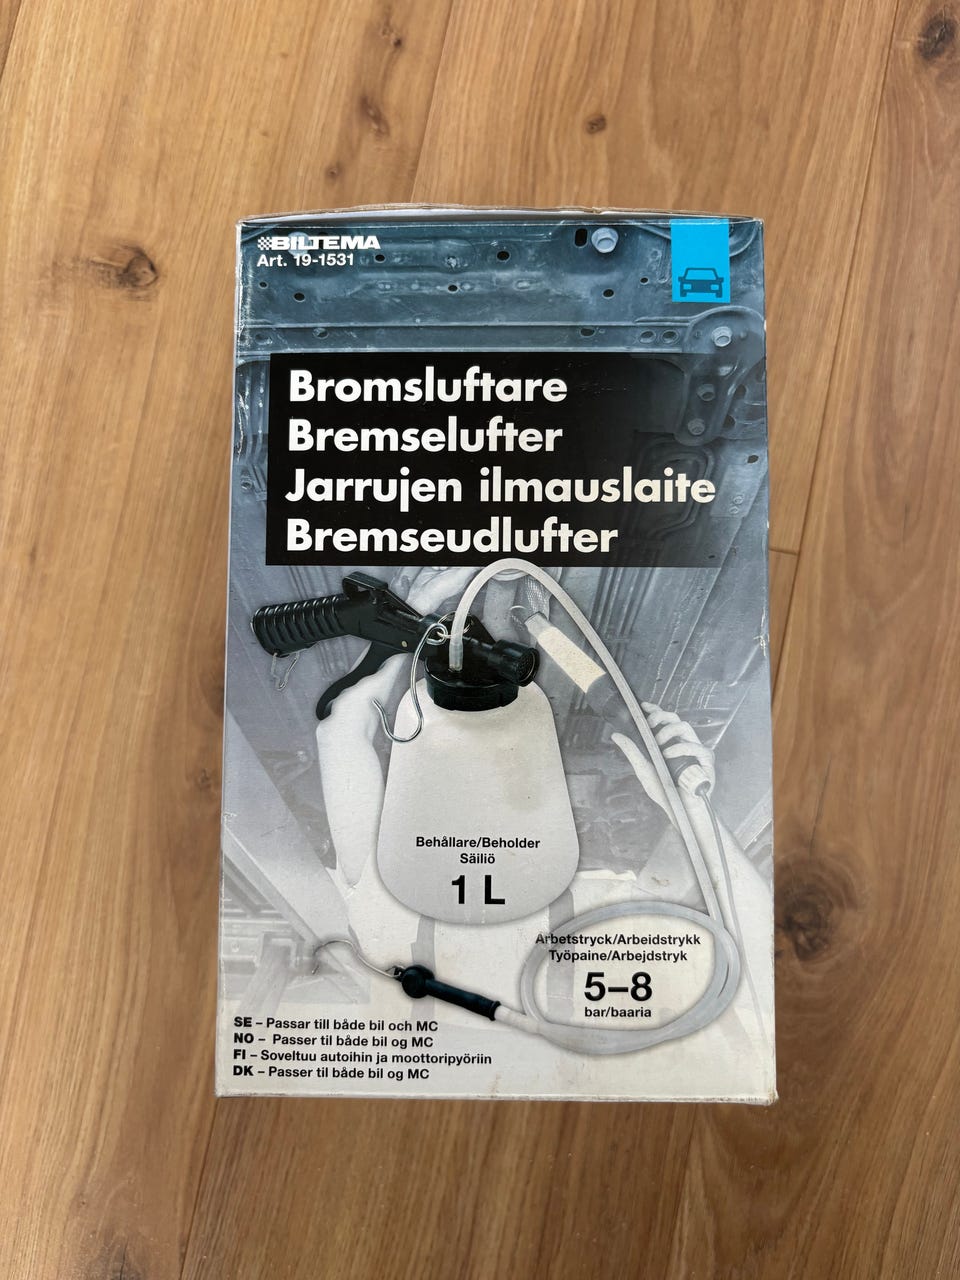 BILTEMA
Art. 19-1531
Bromsluftare
Bremselufter
Jarrujen ilmauslaite
Bremseudlufter
Behållare/Beholder
Säiliö
1 L
Arbetstryck/Arbeidstrykk
Työpaine/Arbejdstryk
5–8
bar/baaria
SE – Passar till både bil och MC
NO – Passer til både bil og MC
FI – Soveltuu autoihin ja moottoripyöriin
DK – Passer til både bil og MC